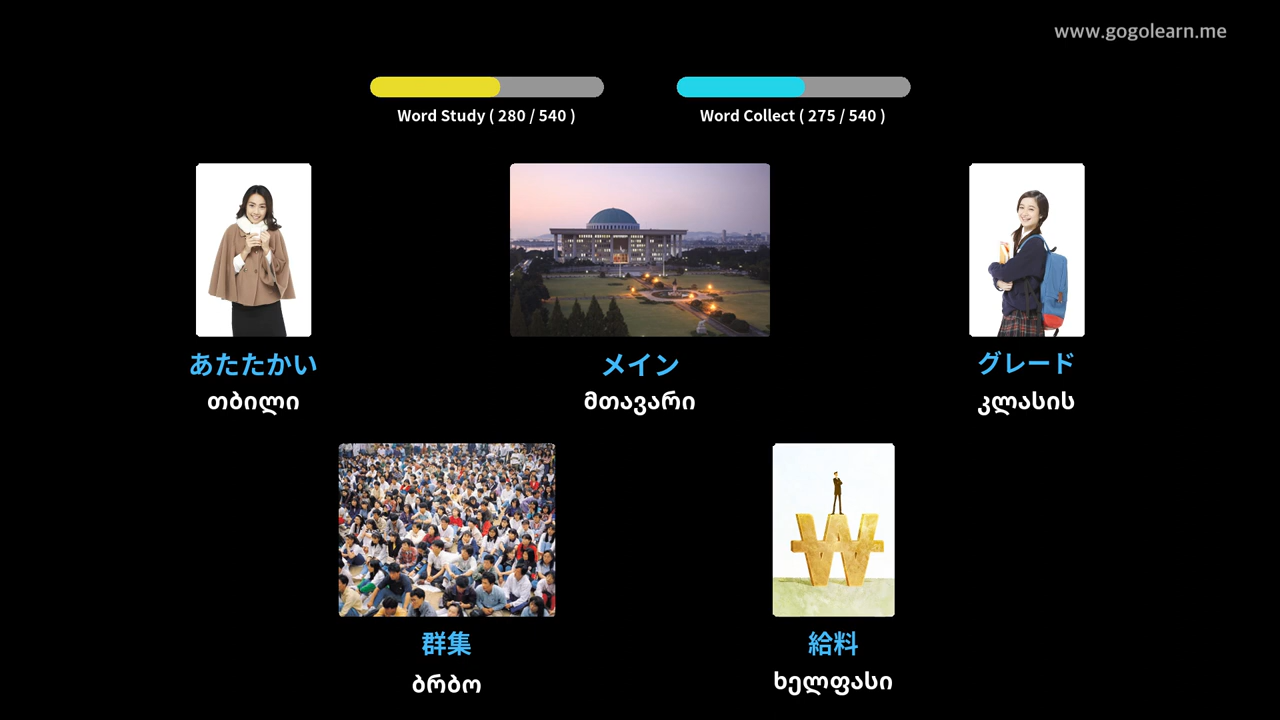 www.gogolearn.me
Word Study ( 280 / 540 )
Word Collect ( 275 / 540 )
あたたかい
メイン
グレード
თბილი
მთავარი
კლასის
群集
給料
ბრბო
ხელფასი